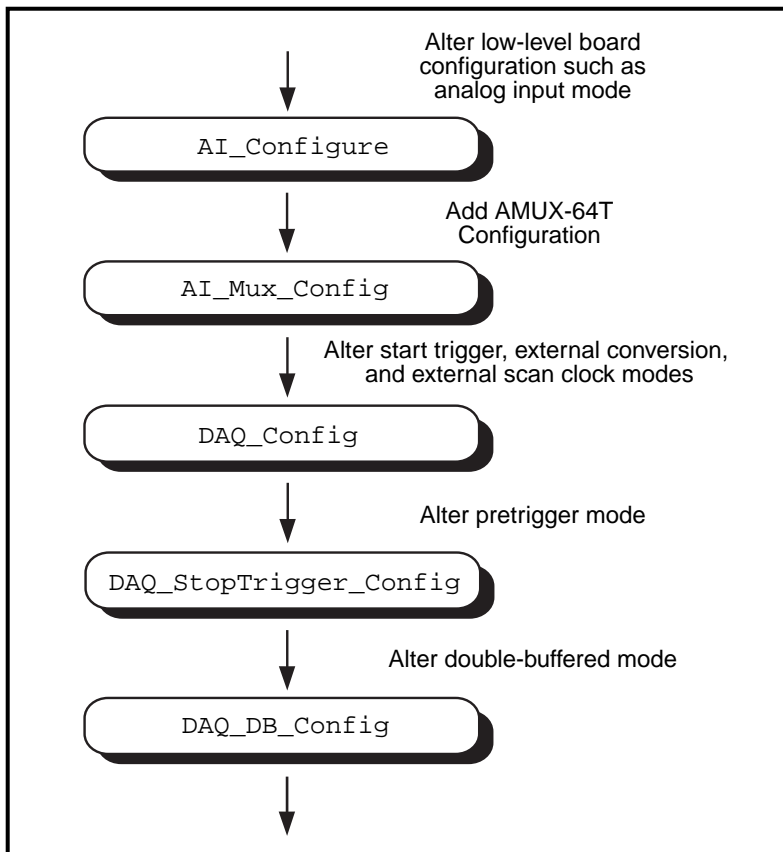 Alter low-level board
configuration such as
analog input mode
AI_Configure
Add AMUX-64T
Configuration
AI_Mux_Config
Alter start trigger, external conversion,
and external scan clock modes
DAQ_Config
Alter pretrigger mode
DAQ_StopTrigger_Config
Alter double-buffered mode
DAQ_DB_Config